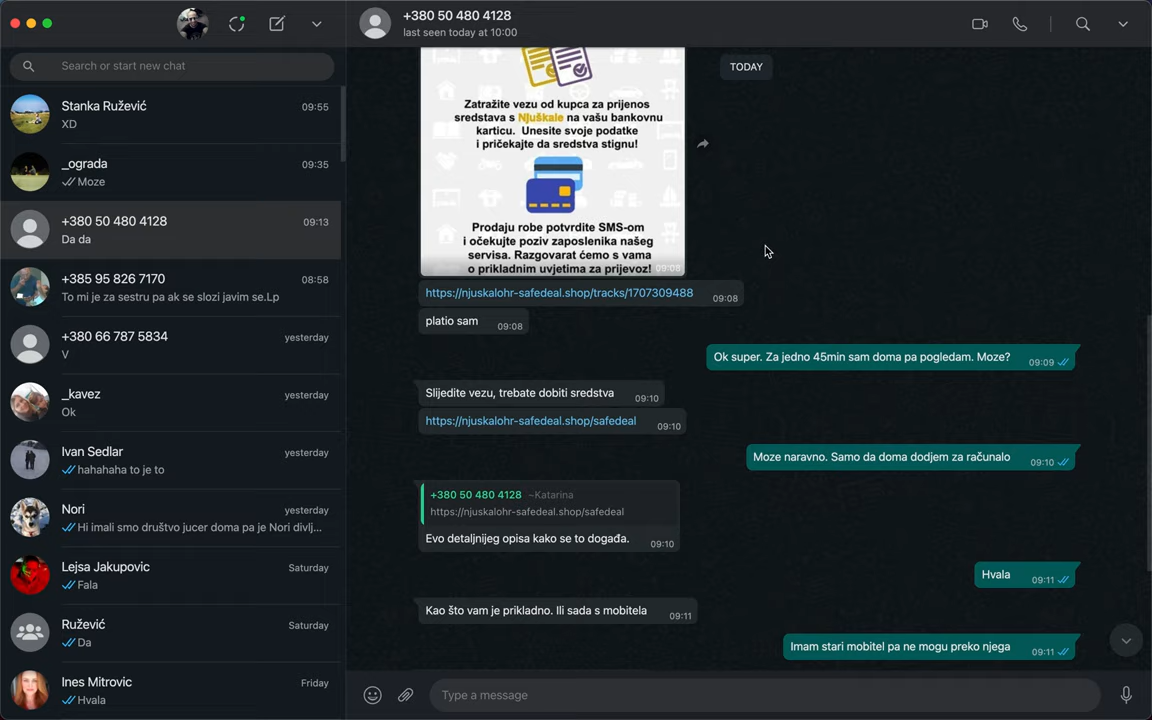 +380 50 480 4128
last seen today at 10:00
Search or start new chat
Stanka Ružević
09:55
XD
_ograda
09:35
Moze
+380 50 480 4128
09:13
Da da
+385 95 826 7170
08:58
To mi je za sestru pa ak se slozi javim se.Lp
+380 66 787 5834
yesterday
V
_kavez
yesterday
Ok
Ivan Sedlar
yesterday
hahahaha to je to
Nori
yesterday
Hi imali smo društvo jucer doma pa je Nori divlj...
Lejsa Jakupovic
Saturday
Fala
Ružević
Saturday
Da
Ines Mitrovic
Friday
Hvala
TODAY
Zatražite vezu od kupca za prijenos
sredstava s Njuškale na vašu bankovnu
karticu. Unesite svoje podatke
i pričekajte da sredstva stignu!
Prodaju robe potvrdite SMS-om
i očekujte poziv zaposlenika našeg
servisa. Razgovarat ćemo s vama
o prikladnim uvjetima za prijevoz!
09:08
https://njuskalohr-safedeal.shop/tracks/1707309488
09:08
platio sam
09:08
Ok super. Za jedno 45min sam doma pa pogledam. Moze?
09:09
Slijedite vezu, trebate dobiti sredstva
09:10
https://njuskalohr-safedeal.shop/safedeal
09:10
Moze naravno. Samo da doma dodjem za računalo
09:10
+380 50 480 4128 ~Katarina
https://njuskalohr-safedeal.shop/safedeal
Evo detaljnijeg opisa kako se to događa.
09:10
Hvala
09:11
Kao što vam je prikladno. Ili sada s mobitela
09:11
Imam stari mobitel pa ne mogu preko njega
09:11
Type a message